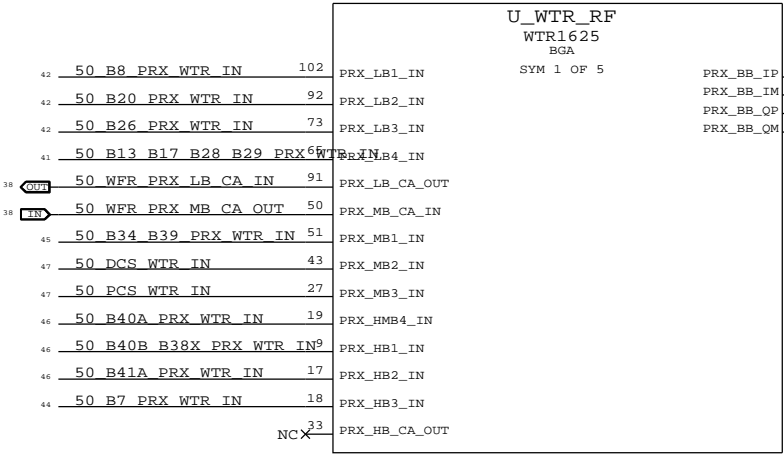 U_WTR_RF
WTR1625
BGA
SYM 1 OF 5
42 50_B8_PRX_WTR_IN 102 PRX_LB1_IN PRX_BB_IP
42 50_B20_PRX_WTR_IN 92 PRX_LB2_IN PRX_BB_IM
42 50_B26_PRX_WTR_IN 73 PRX_LB3_IN PRX_BB_QP
41 50_B13_B17_B28_B29_PRX_WTR_IN 65 PRX_LB4_IN PRX_BB_QM
38 OUT 50_WFR_PRX_LB_CA_IN 91 PRX_LB_CA_OUT
38 IN 50_WFR_PRX_MB_CA_OUT 50 PRX_MB_CA_IN
45 50_B34_B39_PRX_WTR_IN 51 PRX_MB1_IN
47 50_DCS_WTR_IN 43 PRX_MB2_IN
47 50_PCS_WTR_IN 27 PRX_MB3_IN
46 50_B40A_PRX_WTR_IN 19 PRX_HMB4_IN
46 50_B40B_B38X_PRX_WTR_IN 9 PRX_HB1_IN
46 50_B41A_PRX_WTR_IN 17 PRX_HB2_IN
44 50_B7_PRX_WTR_IN 18 PRX_HB3_IN
NC 33 PRX_HB_CA_OUT